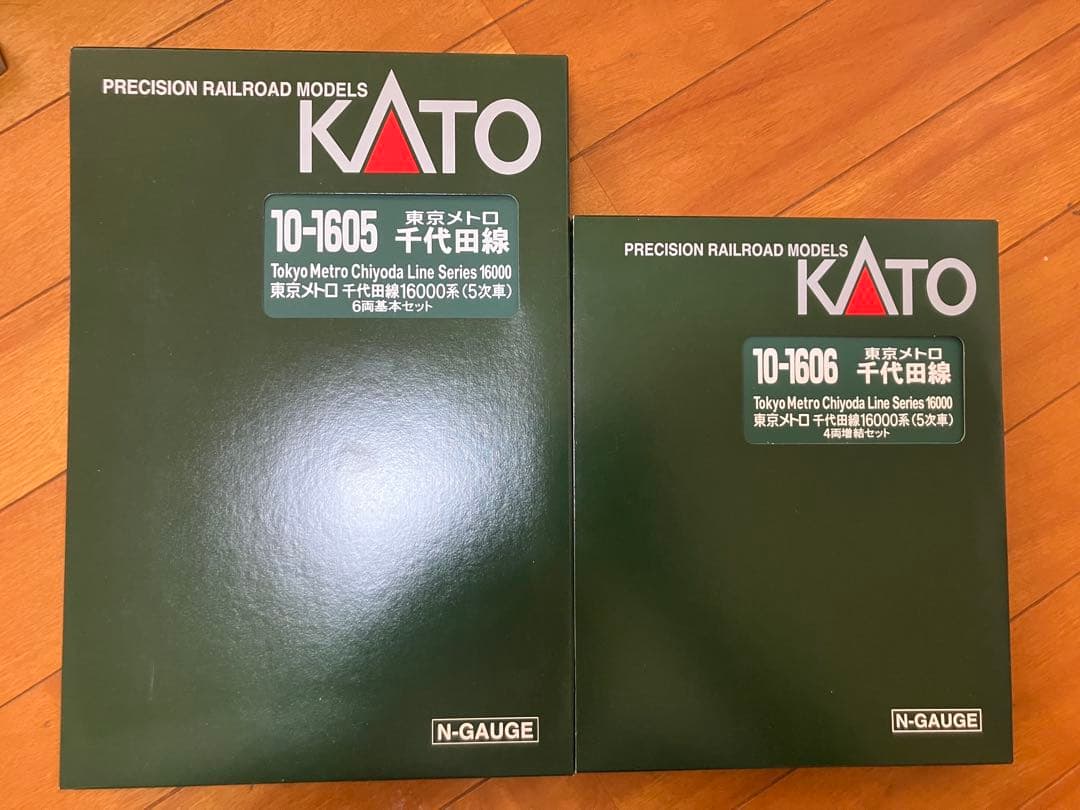 PRECISION RAILROAD MODELS
KATO
10-1605
東京メトロ
千代田線
Tokyo Metro Chiyoda Line Series 16000
東京メトロ 千代田線16000系(5次車)
6両基本セット
N-GAUGE
PRECISION RAILROAD MODELS
KATO
10-1606
東京メトロ
千代田線
Tokyo Metro Chiyoda Line Series 16000
東京メトロ 千代田線16000系(5次車)
4両増結セット
N-GAUGE